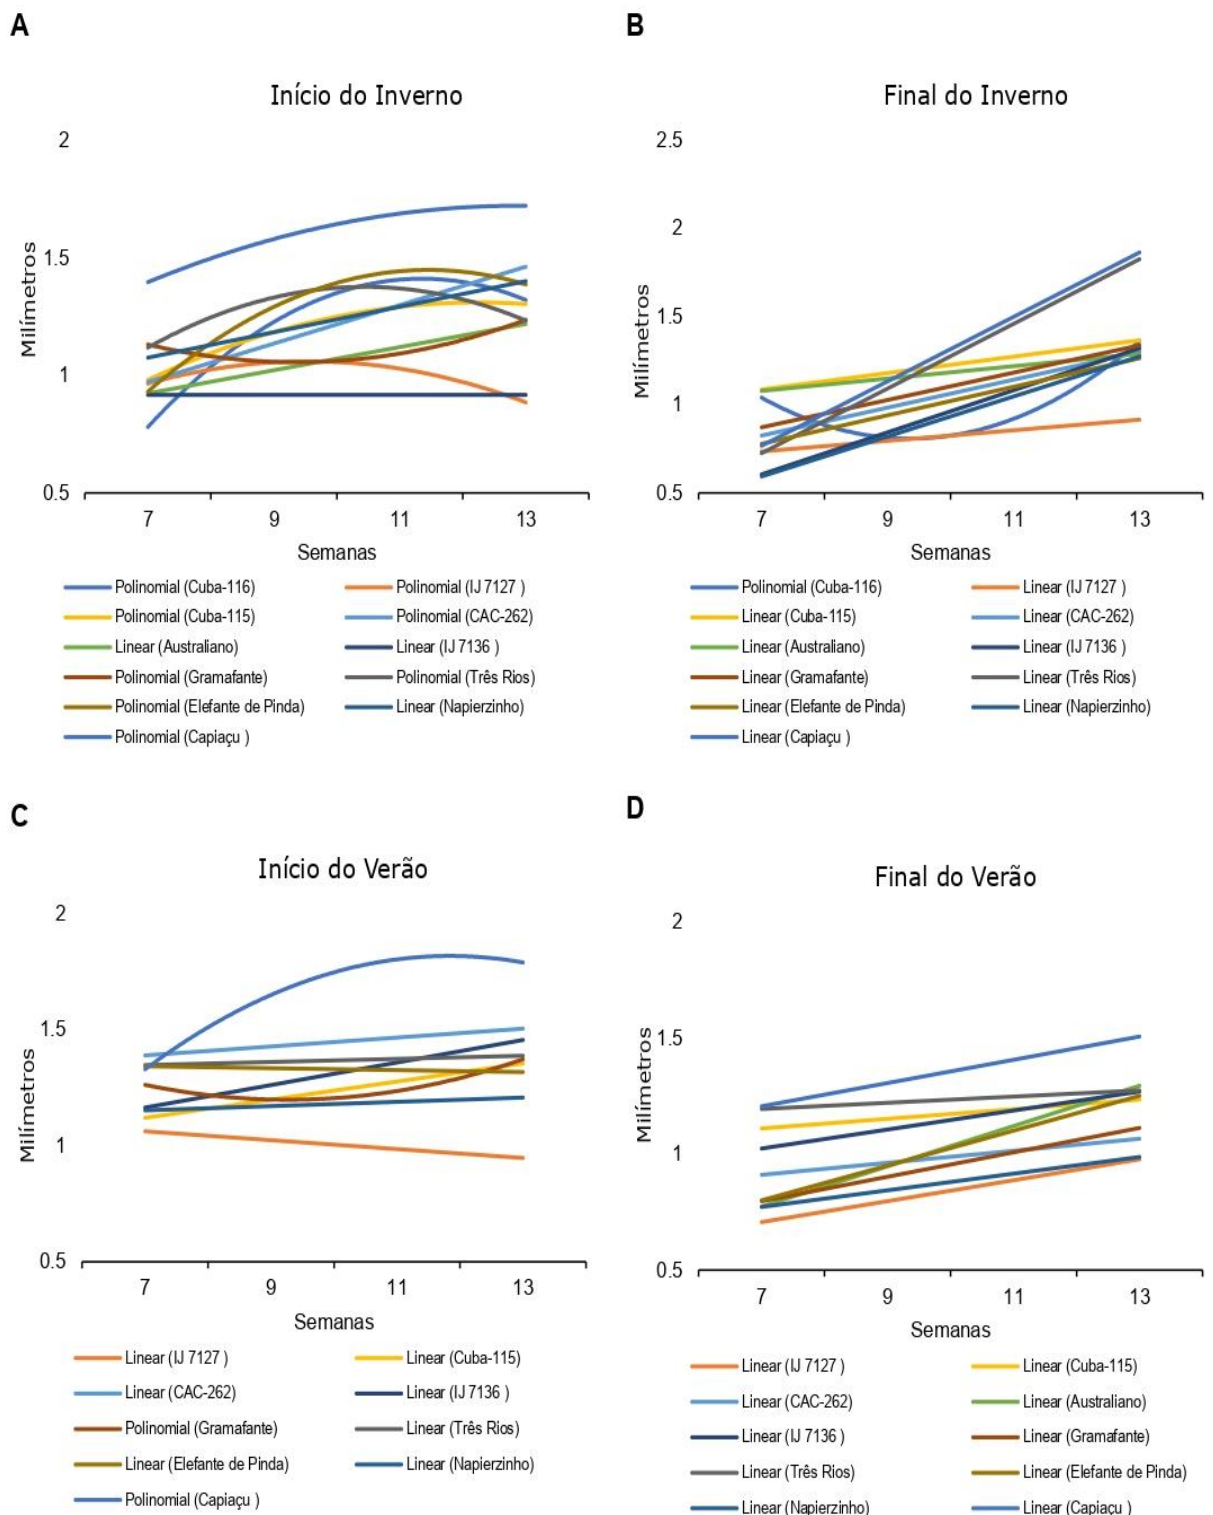 A
Início do Inverno
2
1.5
1
0.5
Milímetros
7 9 11 13
Semanas
Polinomial (Cuba-116) Polinomial (IJ 7127 )
Polinomial (Cuba-115) Polinomial (CAC-262)
Linear (Australiano) Linear (IJ 7136 )
Polinomial (Gramafante) Polinomial (Três Rios)
Polinomial (Elefante de Pinda) Linear (Napierzinho)
Polinomial (Capiaçu )
B
Final do Inverno
2.5
2
1.5
1
0.5
Milímetros
7 9 11 13
Semanas
Polinomial (Cuba-116) Linear (IJ 7127 )
Linear (Cuba-115) Linear (CAC-262)
Linear (Australiano) Linear (IJ 7136 )
Linear (Gramafante) Linear (Três Rios)
Linear (Elefante de Pinda) Linear (Napierzinho)
Linear (Capiaçu )
C
Início do Verão
2
1.5
1
0.5
Milímetros
7 9 11 13
Semanas
Linear (IJ 7127 ) Linear (Cuba-115)
Linear (CAC-262) Linear (IJ 7136 )
Polinomial (Gramafante) Linear (Três Rios)
Linear (Elefante de Pinda) Linear (Napierzinho)
Polinomial (Capiaçu )
D
Final do Verão
2
1.5
1
0.5
Milímetros
7 9 11 13
Semanas
Linear (IJ 7127 ) Linear (Cuba-115)
Linear (CAC-262) Linear (Australiano)
Linear (IJ 7136 ) Linear (Gramafante)
Linear (Três Rios) Linear (Elefante de Pinda)
Linear (Napierzinho) Linear (Capiaçu )